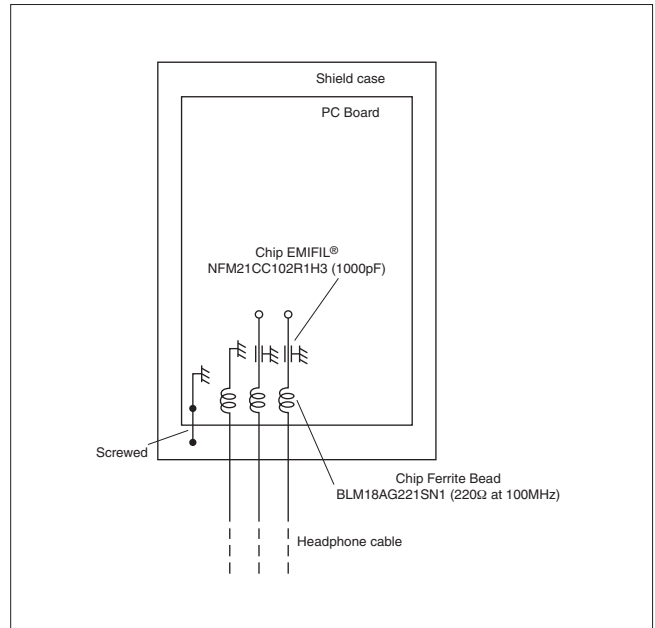 Shield case
PC Board
Chip EMIFIL®
NFM21CC102R1H3 (1000pF)
Screwed
Chip Ferrite Bead
BLM18AG221SN1 (220Ω at 100MHz)
Headphone cable